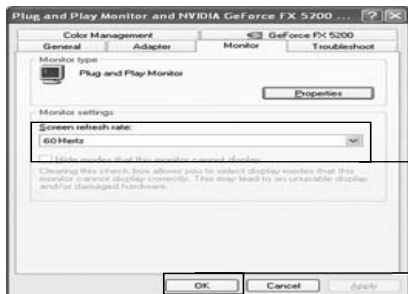 Plug and Play Monitor and NVIDIA GeForce FX 5200 ...
Color Management
GeForce FX 5200
General
Adapter
Monitor
Troubleshoot
Monitor type
Plug and Play Monitor
Properties
Monitor settings
Screen refresh rate:
60 Hertz
Hide modes that this monitor cannot display
Clearing this check box allows you to select display modes that this
monitor cannot display correctly. This may lead to an unusable display
and/or damaged hardware.
OK
Cancel
Apply